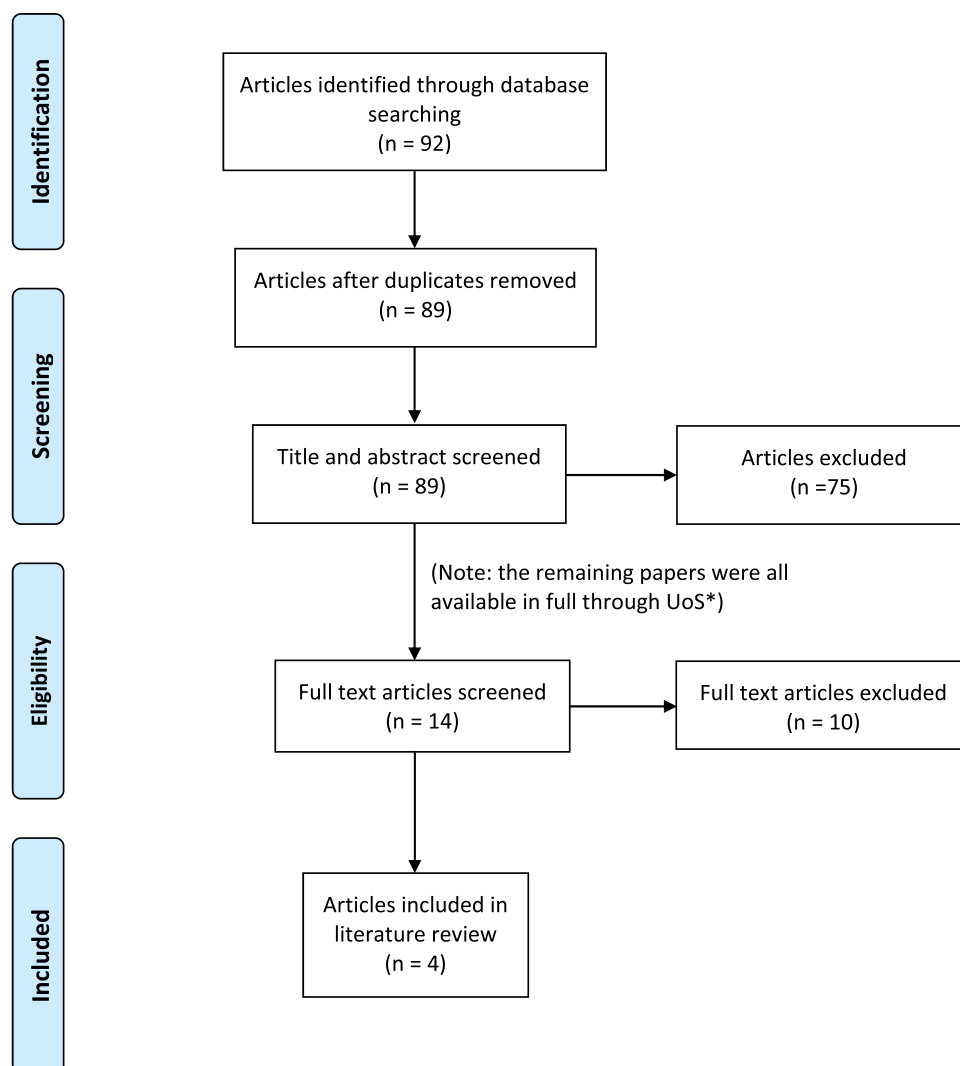 Identification
Articles identified through database
searching
(n = 92)
Articles after duplicates removed
(n = 89)
Screening
Title and abstract screened
(n = 89)
Articles excluded
(n =75)
(Note: the remaining papers were all
available in full through UoS*)
Eligibility
Full text articles screened
(n = 14)
Full text articles excluded
(n = 10)
Included
Articles included in
literature review
(n = 4)